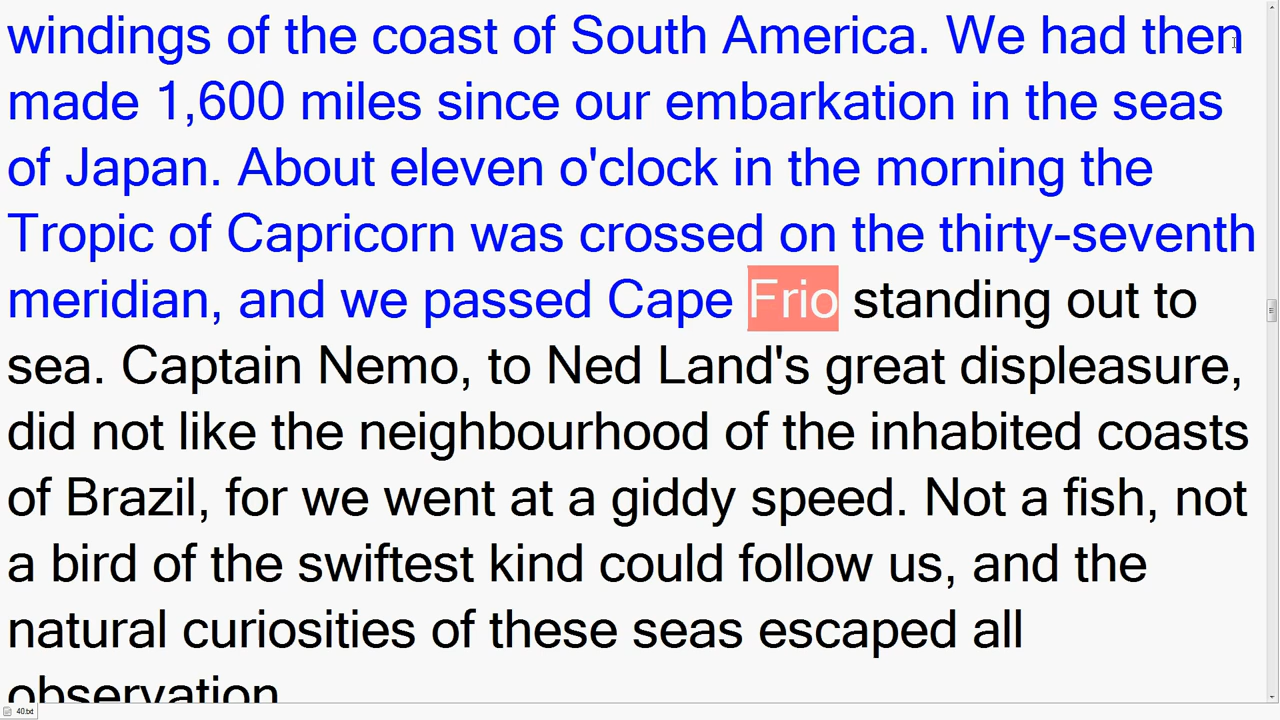 windings of the coast of South America. We had then
made 1,600 miles since our embarkation in the seas
of Japan. About eleven o'clock in the morning the
Tropic of Capricorn was crossed on the thirty-seventh
meridian, and we passed Cape Frio standing out to
sea. Captain Nemo, to Ned Land's great displeasure,
did not like the neighbourhood of the inhabited coasts
of Brazil, for we went at a giddy speed. Not a fish, not
a bird of the swiftest kind could follow us, and the
natural curiosities of these seas escaped all
observation.
40.txt